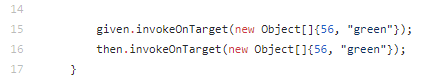 14
15 given.invokeOnTarget(new Object[]{56, "green"});
16 then.invokeOnTarget(new Object[]{56, "green"});
17 }